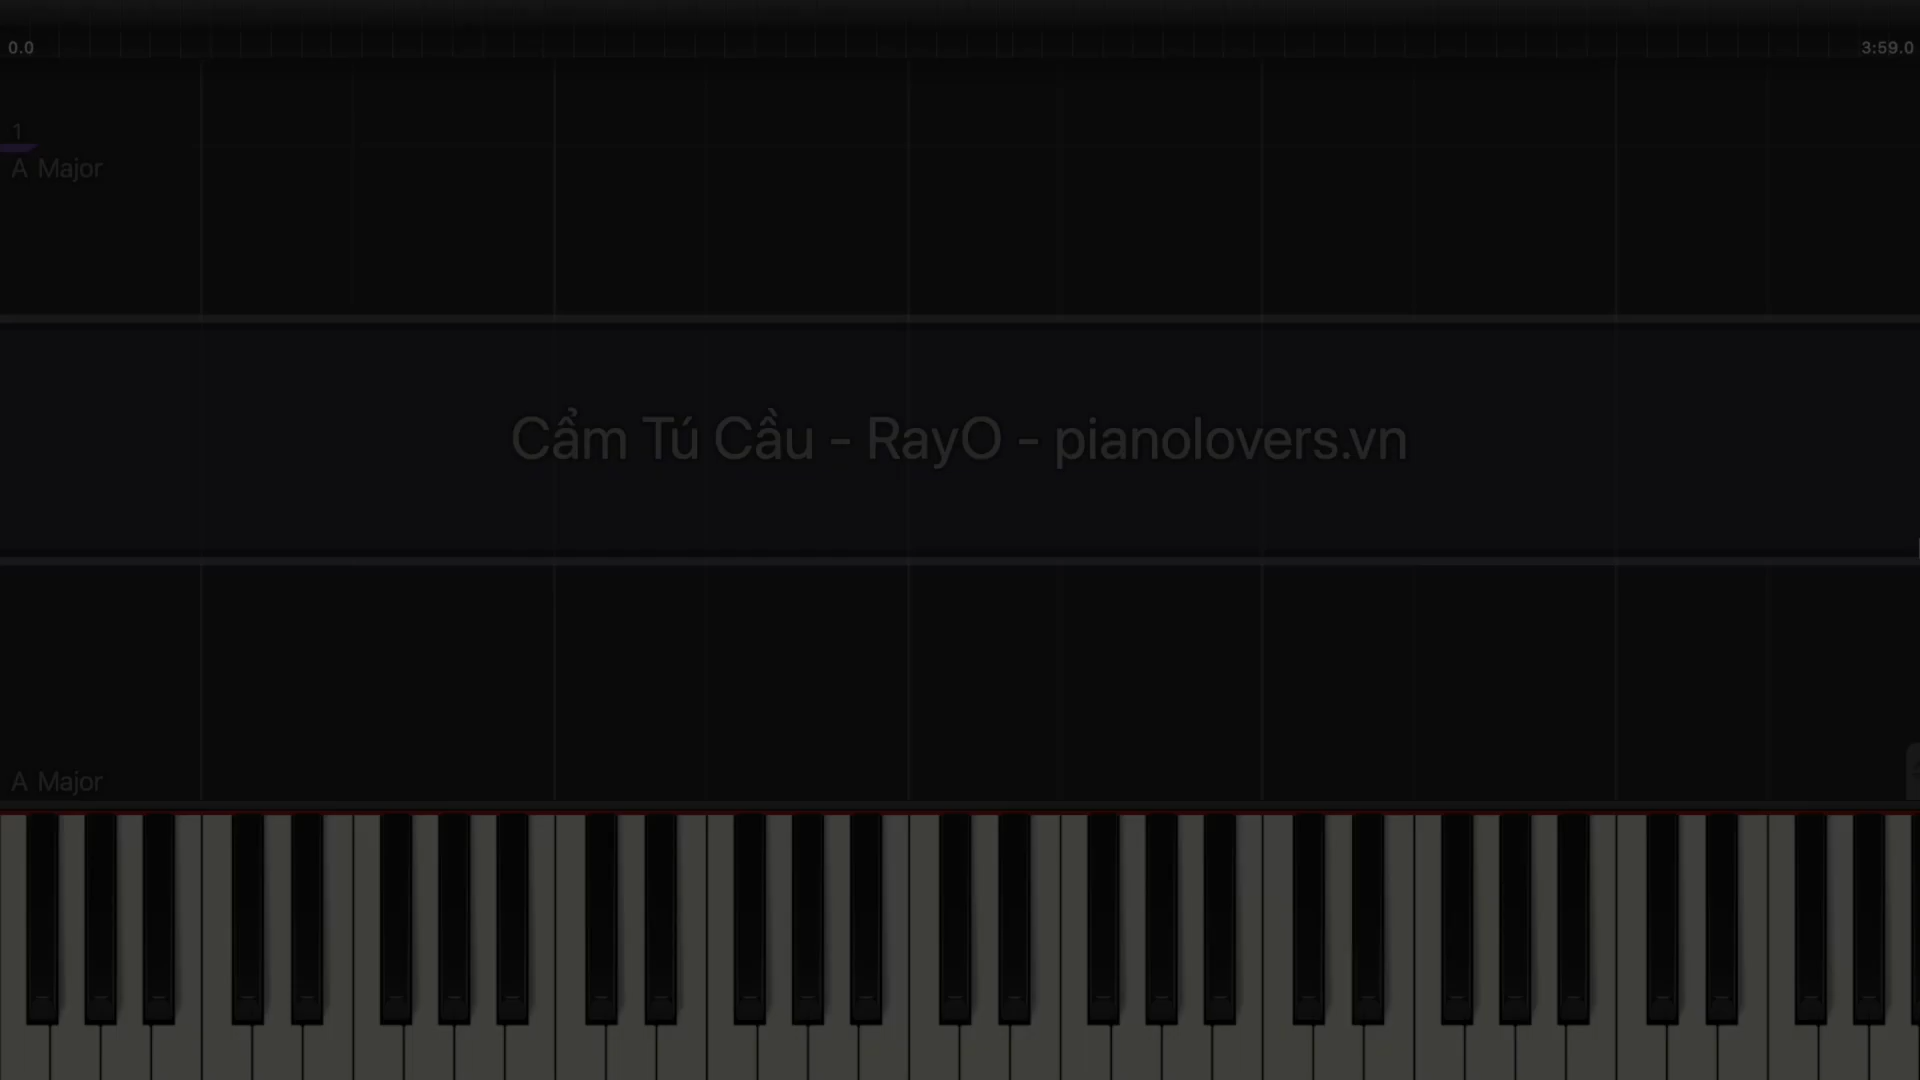 0.0
3:59.0
1
A Major
Cẩm Tú Cầu - RayO - pianolovers.vn
A Major